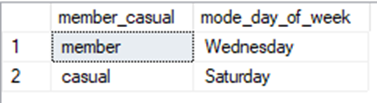 member_casual mode_day_of_week
1 member Wednesday
2 casual Saturday